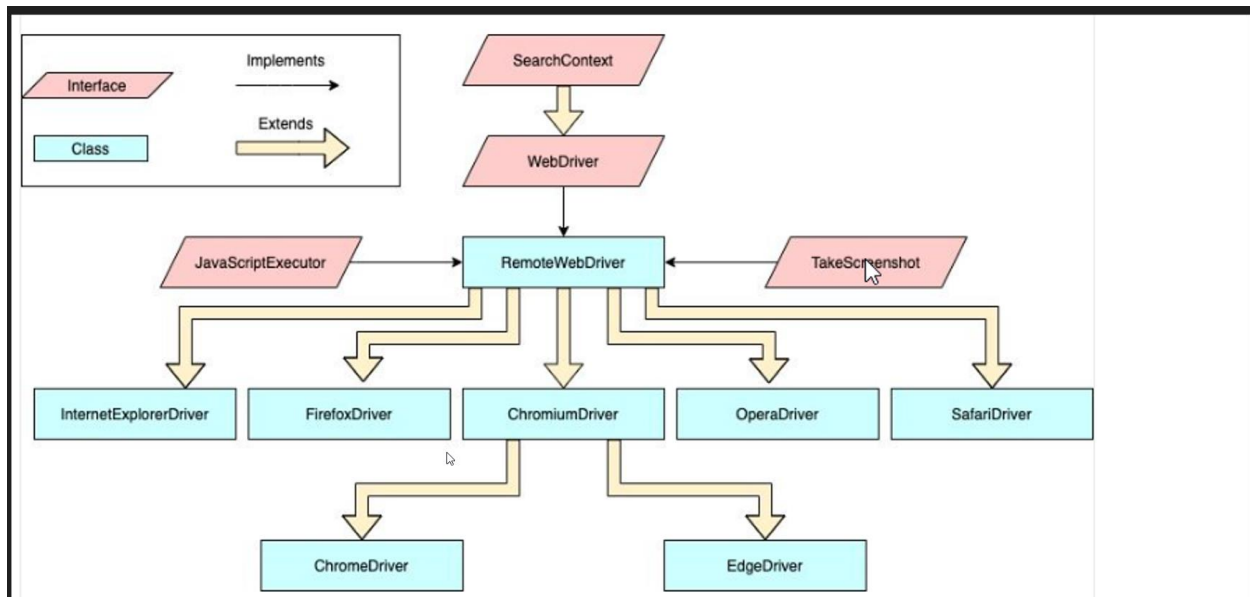 Implements
Interface
Extends
Class
SearchContext
WebDriver
JavaScriptExecutor
RemoteWebDriver
TakeScreenshot
InternetExplorerDriver
FirefoxDriver
ChromiumDriver
OperaDriver
SafariDriver
ChromeDriver
EdgeDriver